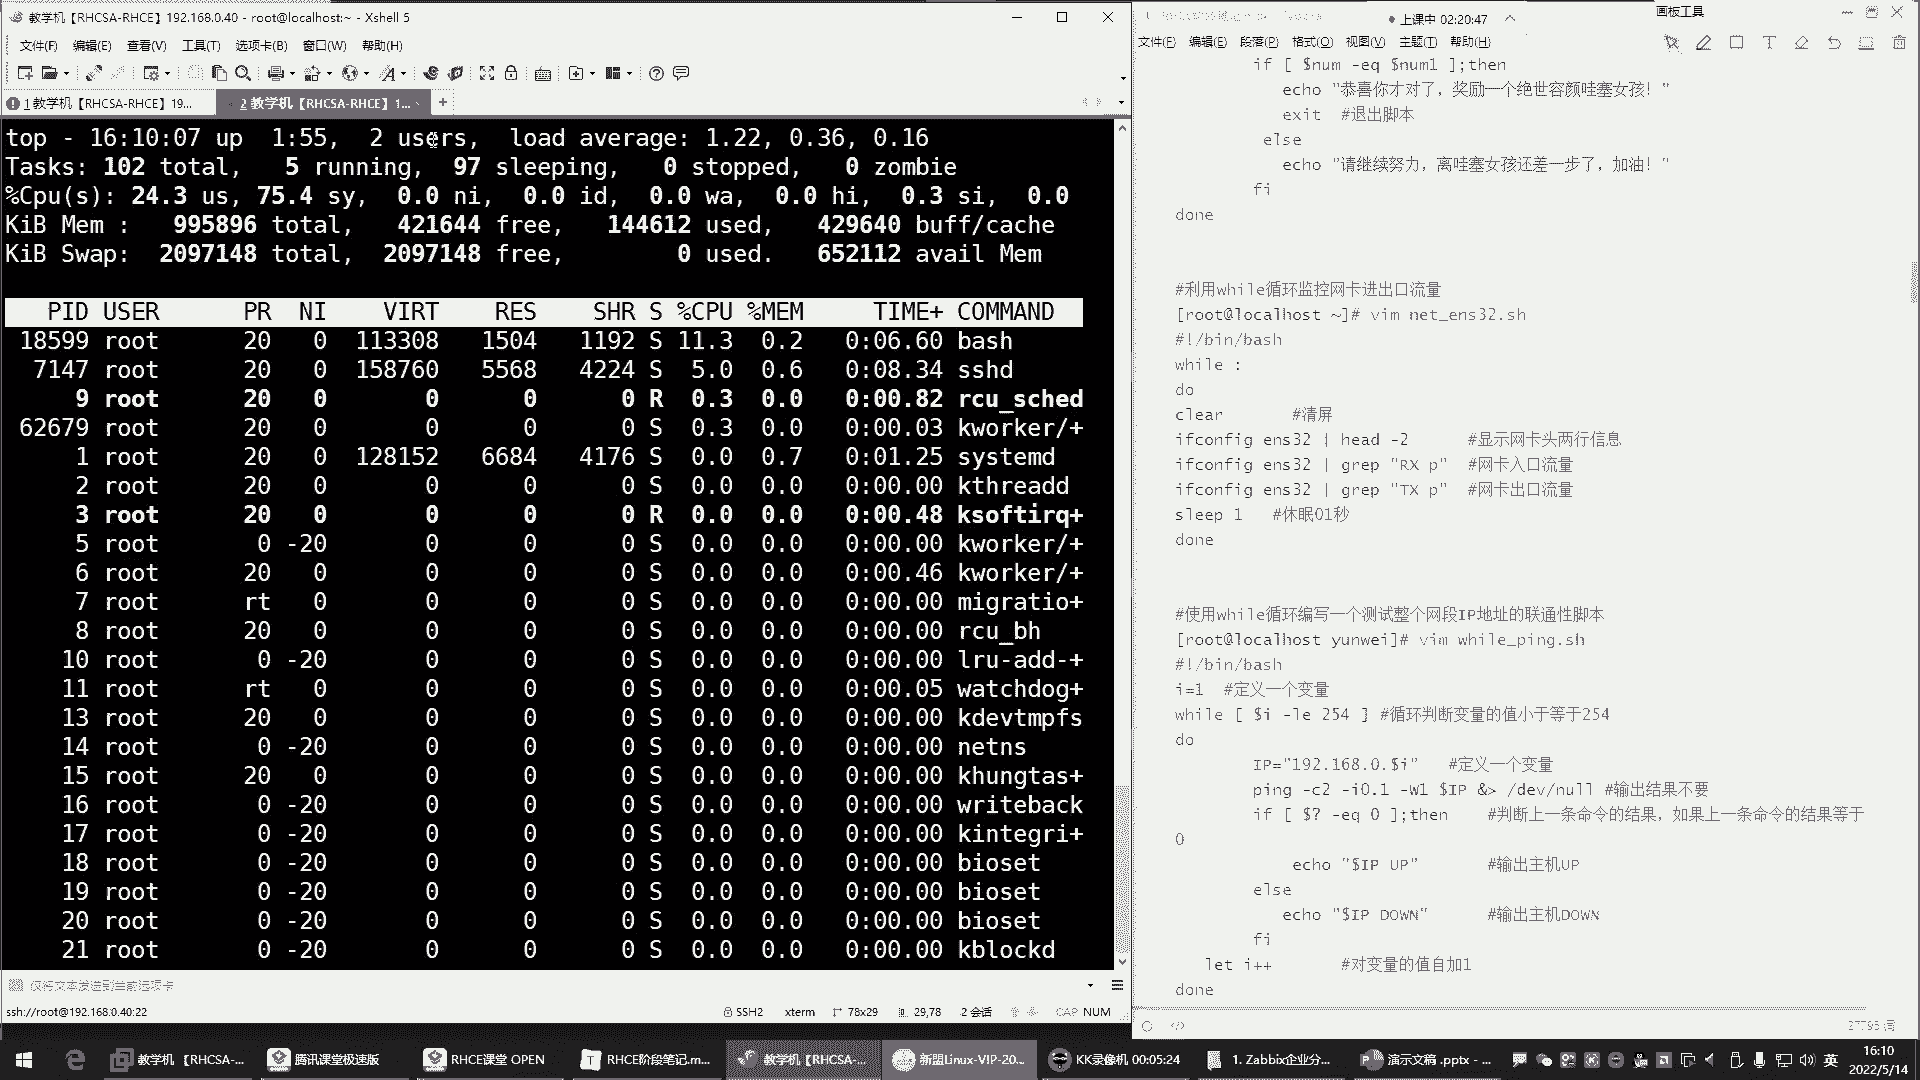 教学机【RHCSA-RHCE】192.168.0.40 - root@localhost:~ - Xshell 5
文件(F) 编辑(E) 查看(V) 工具(T) 选项卡(B) 窗口(W) 帮助(H)
1 教学机【RHCSA-RHCE】19...
2 教学机【RHCSA-RHCE】1...
top - 16:10:07 up  1:55,  2 users,  load average: 1.22, 0.36, 0.16
Tasks: 102 total,   5 running,  97 sleeping,   0 stopped,   0 zombie
%Cpu(s): 24.3 us, 75.4 sy,  0.0 ni,  0.0 id,  0.0 wa,  0.0 hi,  0.3 si,  0.0
KiB Mem :   995896 total,   421644 free,   144612 used,   429640 buff/cache
KiB Swap:  2097148 total,  2097148 free,        0 used.   652112 avail Mem
PID USER PR NI VIRT RES SHR S %CPU %MEM TIME+ COMMAND
18599 root 20 0 113308 1504 1192 S 11.3 0.2 0:06.60 bash
7147 root 20 0 158760 5568 4224 S 5.0 0.6 0:08.34 sshd
9 root 20 0 0 0 0 R 0.3 0.0 0:00.82 rcu_sched
62679 root 20 0 0 0 0 S 0.3 0.0 0:00.03 kworker/+
1 root 20 0 128152 6684 4176 S 0.0 0.7 0:01.25 systemd
2 root 20 0 0 0 0 S 0.0 0.0 0:00.00 kthreadd
3 root 20 0 0 0 0 R 0.0 0.0 0:00.48 ksoftirq+
5 root 0 -20 0 0 0 S 0.0 0.0 0:00.00 kworker/+
6 root 20 0 0 0 0 S 0.0 0.0 0:00.46 kworker/+
7 root rt 0 0 0 0 S 0.0 0.0 0:00.00 migratio+
8 root 20 0 0 0 0 S 0.0 0.0 0:00.00 rcu_bh
10 root 0 -20 0 0 0 S 0.0 0.0 0:00.00 lru-add-+
11 root rt 0 0 0 0 S 0.0 0.0 0:00.05 watchdog+
13 root 20 0 0 0 0 S 0.0 0.0 0:00.00 kdevtmpfs
14 root 0 -20 0 0 0 S 0.0 0.0 0:00.00 netns
15 root 20 0 0 0 0 S 0.0 0.0 0:00.00 khungtas+
16 root 0 -20 0 0 0 S 0.0 0.0 0:00.00 writeback
17 root 0 -20 0 0 0 S 0.0 0.0 0:00.00 kintegri+
18 root 0 -20 0 0 0 S 0.0 0.0 0:00.00 bioset
19 root 0 -20 0 0 0 S 0.0 0.0 0:00.00 bioset
20 root 0 -20 0 0 0 S 0.0 0.0 0:00.00 bioset
21 root 0 -20 0 0 0 S 0.0 0.0 0:00.00 kblockd
仅将文本发送到当前选项卡
ssh://root@192.168.0.40:22 SSH2 xterm 29,78 2 会话 CAP NUM
上课中 02:20:47
画板工具
文件(F) 编辑(E) 段落(P) 格式(O) 视图(V) 主题(T) 帮助(H)
if [ $num -eq $num1 ];then
echo "恭喜你才对了，奖励一个绝世容颜哇塞女孩！"
exit #退出脚本
else
echo "请继续努力，离哇塞女孩还差一步了，加油！"
fi
done
#利用while循环监控网卡进出口流量
[root@localhost ~]# vim net_ens32.sh
#!/bin/bash
while :
do
clear #清屏
ifconfig ens32 | head -2 #显示网卡头两行信息
ifconfig ens32 | grep "RX p" #网卡入口流量
ifconfig ens32 | grep "TX p" #网卡出口流量
sleep 1 #休眠01秒
done
#使用while循环编写一个测试整个网段IP地址的联通性脚本
[root@localhost yunwei]# vim while_ping.sh
#!/bin/bash
i=1 #定义一个变量
while [ $i -le 254 ] #循环判断变量的值小于等于254
do
IP="192.168.0.$i" #定义一个变量
ping -c2 -i0.1 -W1 $IP &> /dev/null #输出结果不要
if [ $? -eq 0 ];then #判断上一条命令的结果，如果上一条命令的结果等于
0
echo "$IP UP" #输出主机UP
else
echo "$IP DOWN" #输出主机DOWN
fi
let i++ #对变量的值自加1
done
27795 词
教学机 【RHCSA-... 腾讯课堂极速版 RHCE课堂 OPEN RHCE阶段笔记.m... 教学机【RHCSA-... 新盟Linux-VIP-20... KK录像机 00:05:24 1. Zabbix企业分... 演示文稿 .pptx - ... 英
16:10
2022/5/14